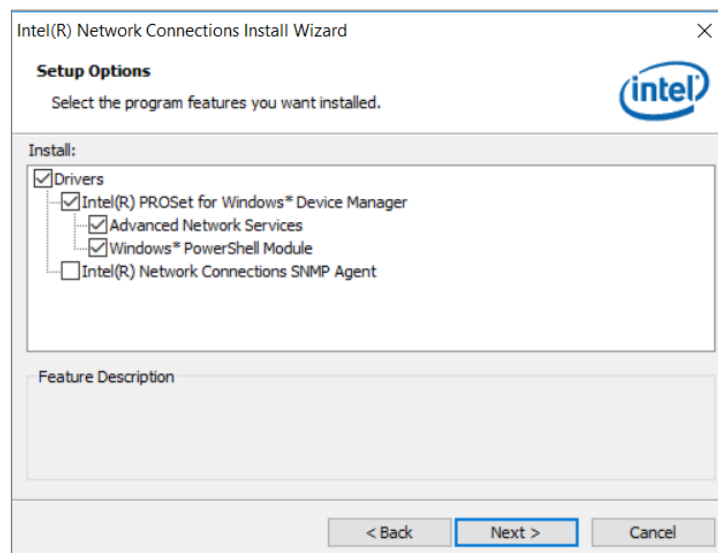 Intel(R) Network Connections Install Wizard
Setup Options
Select the program features you want installed.
intel
Install:
Drivers
Intel(R) PROSet for Windows* Device Manager
Advanced Network Services
Windows* PowerShell Module
Intel(R) Network Connections SNMP Agent
Feature Description
< Back
Next >
Cancel